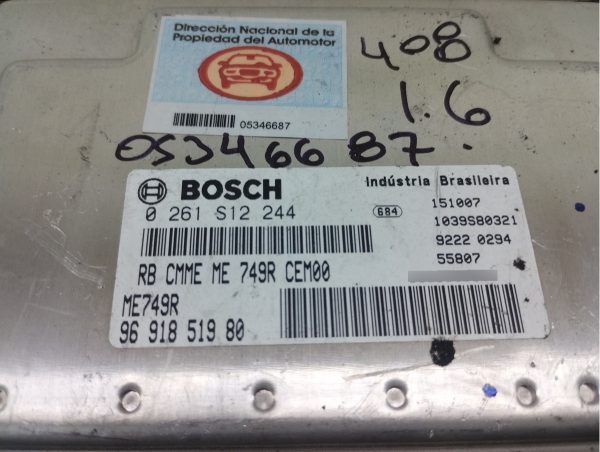 Dirección Nacional de la
Propiedad del Automotor
05346687
408
1.6
05346687.
BOSCH
Indústria Brasileira
0 261 S12 244
684
151007
1039S80321
9222 0294
55807
RB CMME ME 749R CEM00
ME749R
96 918 519 80